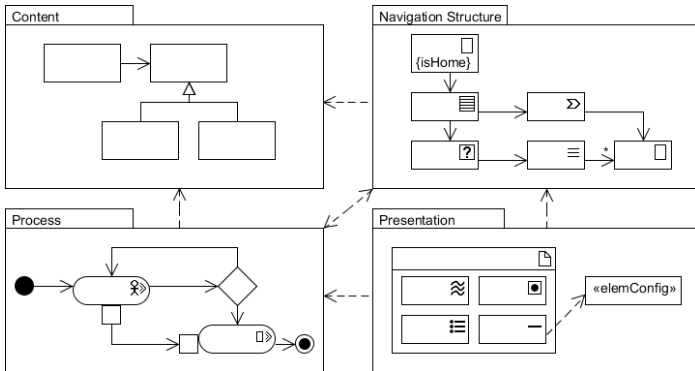 Content
Navigation Structure
{isHome}
?
*
Process
Presentation
«elemConfig»